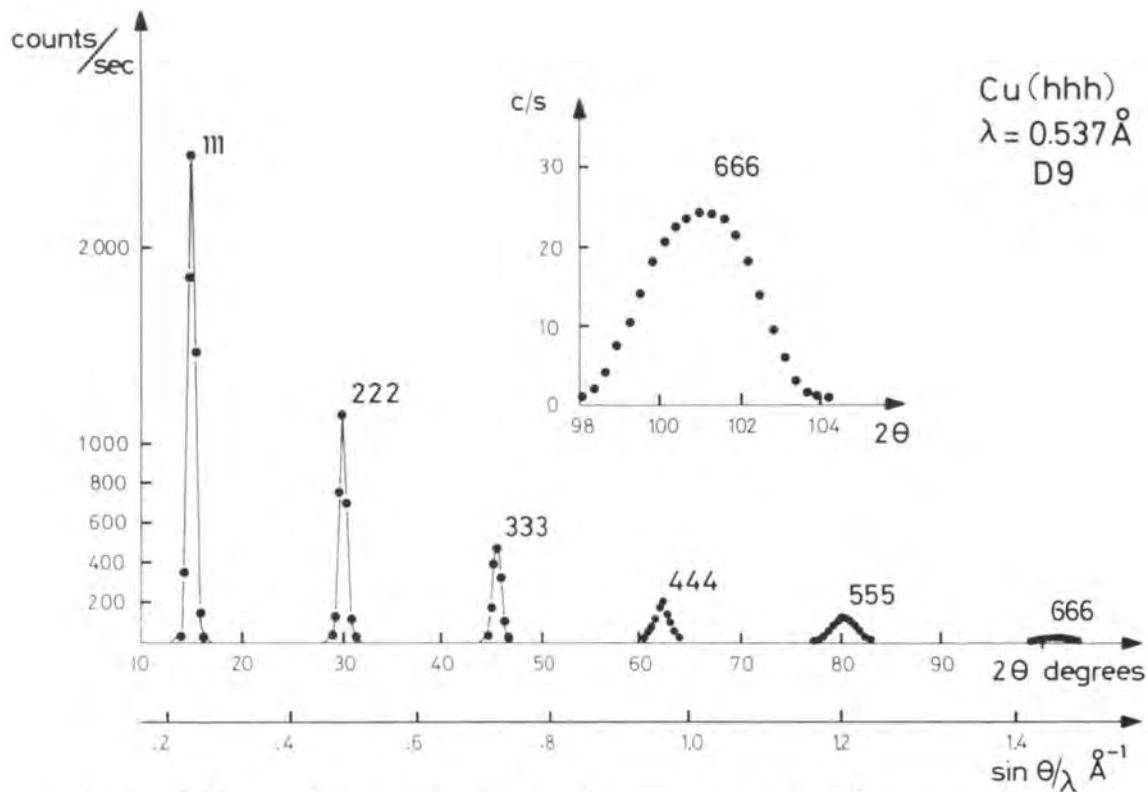 counts/sec
2 000
1000
800
600
400
200
10 20 30 40 50 60 70 80 90
2θ degrees
111
222
333
444
555
666
c/s
30
20
10
0
98 100 102 104
2θ
666
Cu (hhh)
λ = 0.537 Å
D9
.2 .4 .6 .8 1.0 1.2 1.4
sin θ/λ Å⁻¹